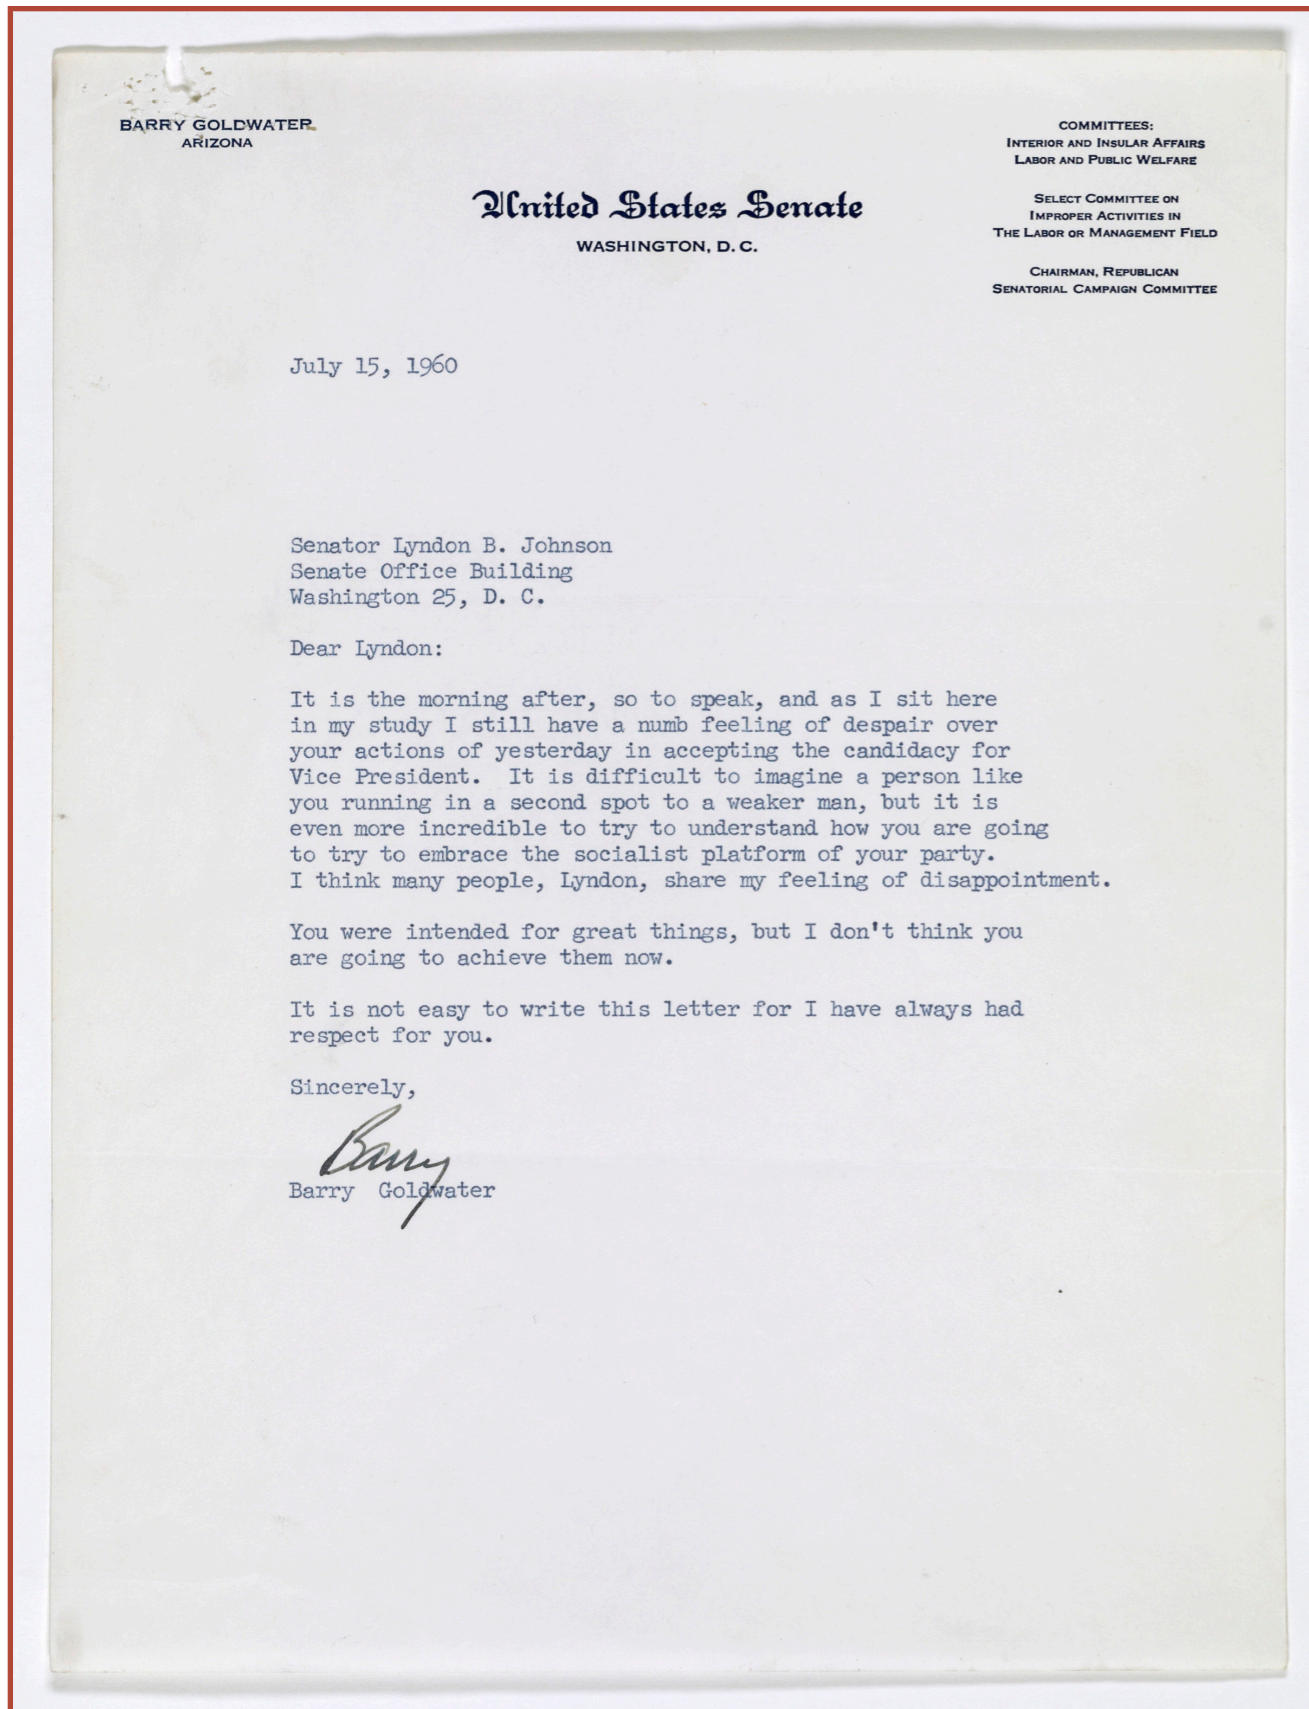 BARRY GOLDWATER
ARIZONA
COMMITTEES:
INTERIOR AND INSULAR AFFAIRS
LABOR AND PUBLIC WELFARE
SELECT COMMITTEE ON
IMPROPER ACTIVITIES IN
THE LABOR OR MANAGEMENT FIELD
CHAIRMAN, REPUBLICAN
SENATORIAL CAMPAIGN COMMITTEE
United States Senate
WASHINGTON, D. C.
July 15, 1960
Senator Lyndon B. Johnson
Senate Office Building
Washington 25, D. C.
Dear Lyndon:
It is the morning after, so to speak, and as I sit here
in my study I still have a numb feeling of despair over
your actions of yesterday in accepting the candidacy for
Vice President.  It is difficult to imagine a person like
you running in a second spot to a weaker man, but it is
even more incredible to try to understand how you are going
to try to embrace the socialist platform of your party.
I think many people, Lyndon, share my feeling of disappointment.
You were intended for great things, but I don't think you
are going to achieve them now.
It is not easy to write this letter for I have always had
respect for you.
Sincerely,
Barry
Barry Goldwater